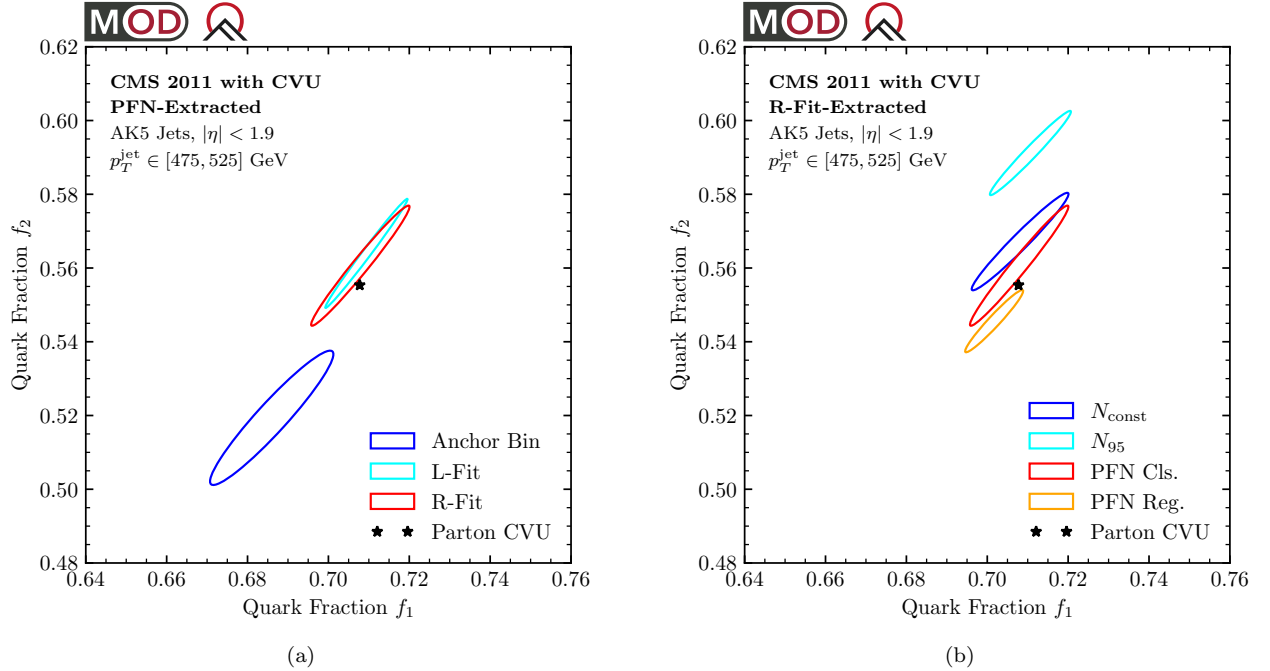 MOD
0.62
0.60
0.58
0.56
0.54
0.52
0.50
0.48
Quark Fraction f₂
CMS 2011 with CVU
PFN-Extracted
AK5 Jets, |η| < 1.9
p_T^jet ∈ [475, 525] GeV
Anchor Bin
L-Fit
R-Fit
Parton CVU
0.64 0.66 0.68 0.70 0.72 0.74 0.76
Quark Fraction f₁
(a)
MOD
0.62
0.60
0.58
0.56
0.54
0.52
0.50
0.48
Quark Fraction f₂
CMS 2011 with CVU
R-Fit-Extracted
AK5 Jets, |η| < 1.9
p_T^jet ∈ [475, 525] GeV
N_const
N₉₅
PFN Cls.
PFN Reg.
Parton CVU
0.64 0.66 0.68 0.70 0.72 0.74 0.76
Quark Fraction f₁
(b)